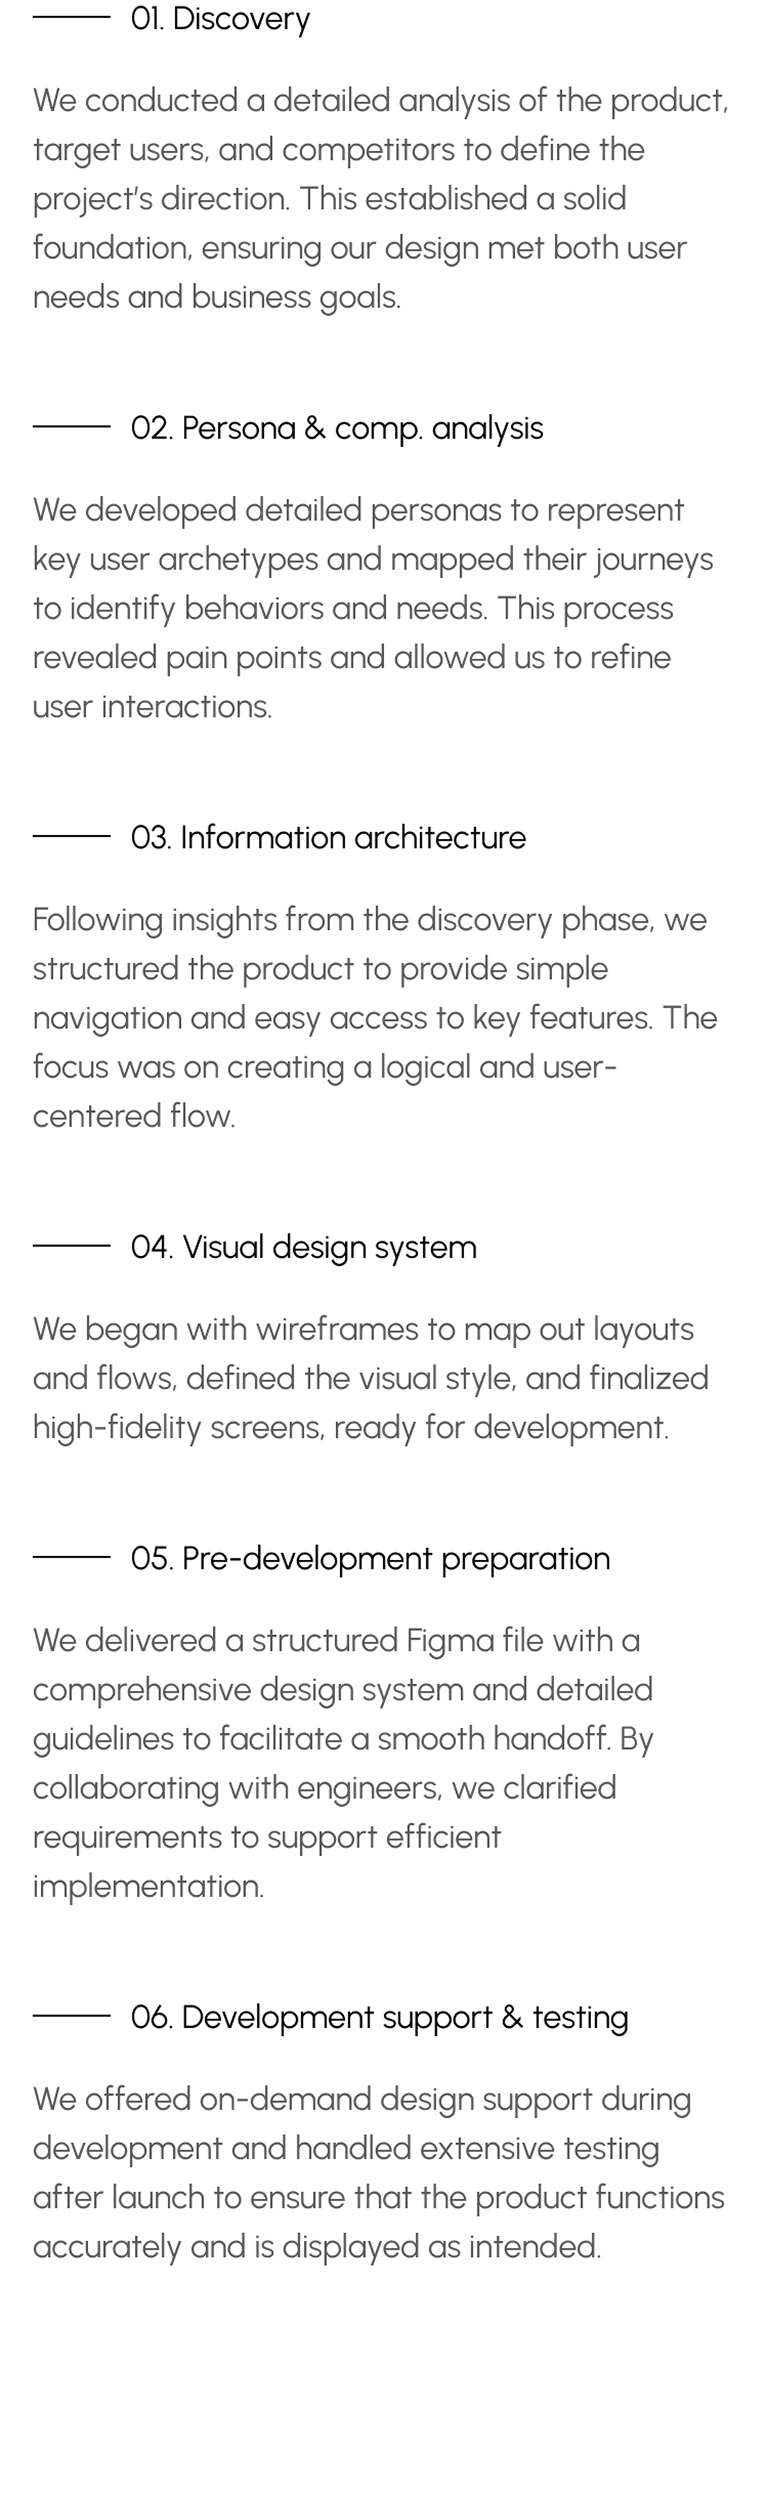 01. Discovery
We conducted a detailed analysis of the product,
target users, and competitors to define the
project's direction. This established a solid
foundation, ensuring our design met both user
needs and business goals.
02. Persona & comp. analysis
We developed detailed personas to represent
key user archetypes and mapped their journeys
to identify behaviors and needs. This process
revealed pain points and allowed us to refine
user interactions.
03. Information architecture
Following insights from the discovery phase, we
structured the product to provide simple
navigation and easy access to key features. The
focus was on creating a logical and user-
centered flow.
04. Visual design system
We began with wireframes to map out layouts
and flows, defined the visual style, and finalized
high-fidelity screens, ready for development.
05. Pre-development preparation
We delivered a structured Figma file with a
comprehensive design system and detailed
guidelines to facilitate a smooth handoff. By
collaborating with engineers, we clarified
requirements to support efficient
implementation.
06. Development support & testing
We offered on-demand design support during
development and handled extensive testing
after launch to ensure that the product functions
accurately and is displayed as intended.